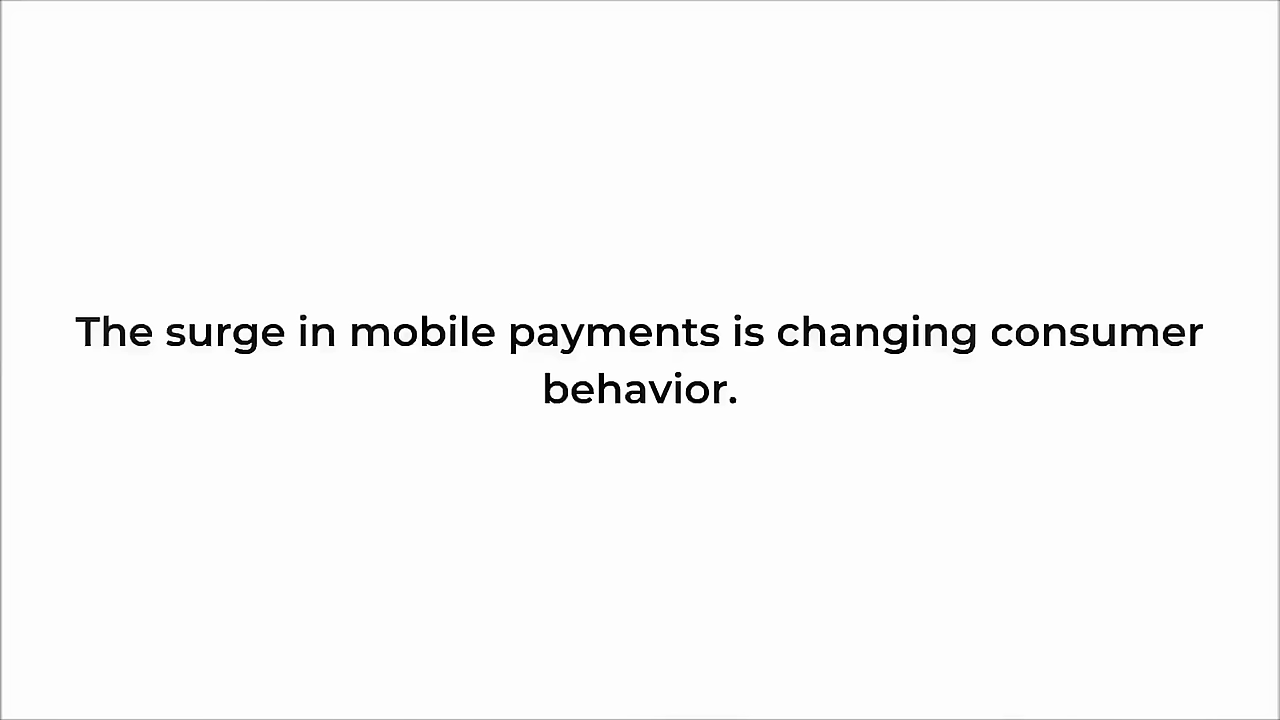 The surge in mobile payments is changing consumer
behavior.